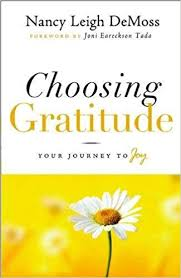 Nancy Leigh DeMoss
FOREWORD BY Joni Eareckson Tada
Choosing
Gratitude
YOUR JOURNEY TO Joy